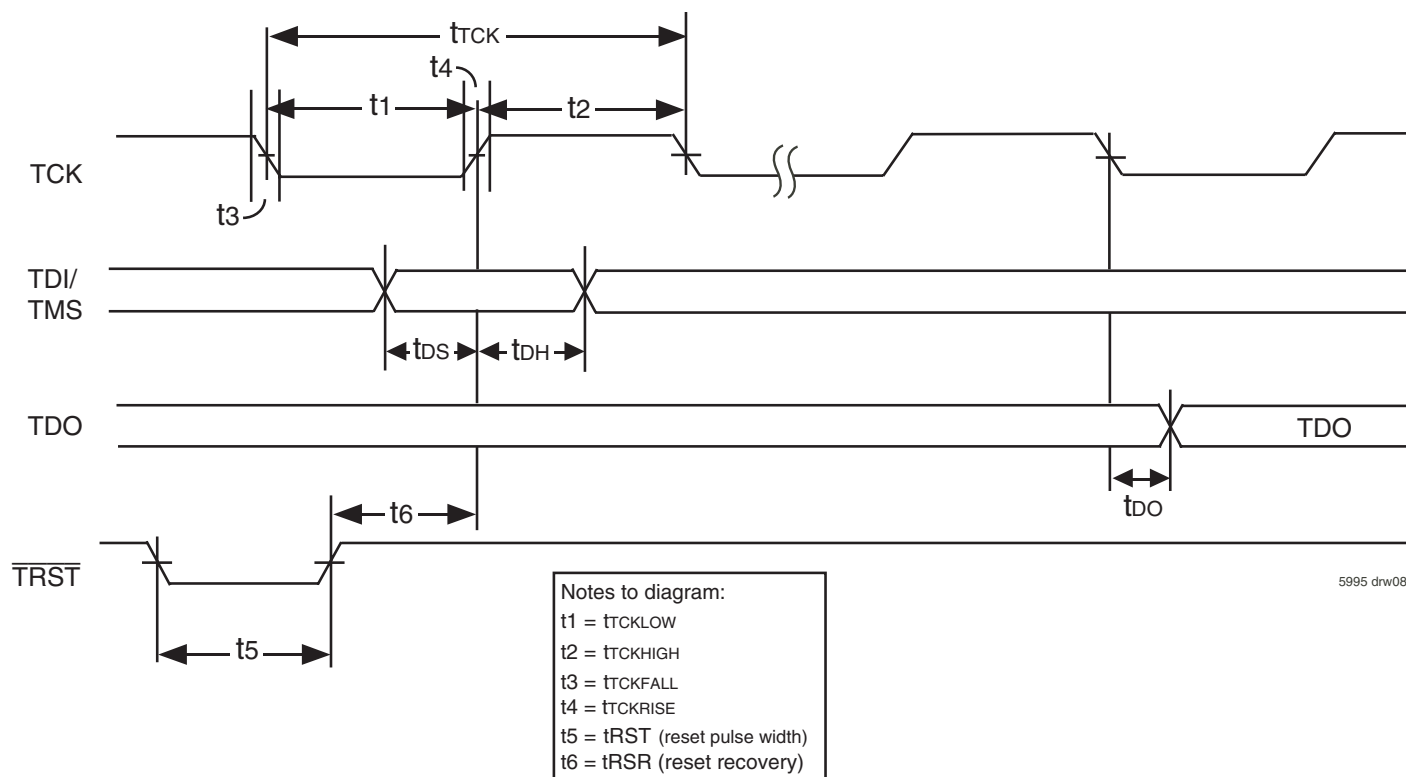 tTCK
t4
t1
t2
TCK
t3
TDI/
TMS
tDS
tDH
TDO
TDO
tDO
t6
TRST
5995 drw08
t5
Notes to diagram:
t1 = tTCKLOW
t2 = tTCKHIGH
t3 = tTCKFALL
t4 = tTCKRISE
t5 = tRST (reset pulse width)
t6 = tRSR (reset recovery)